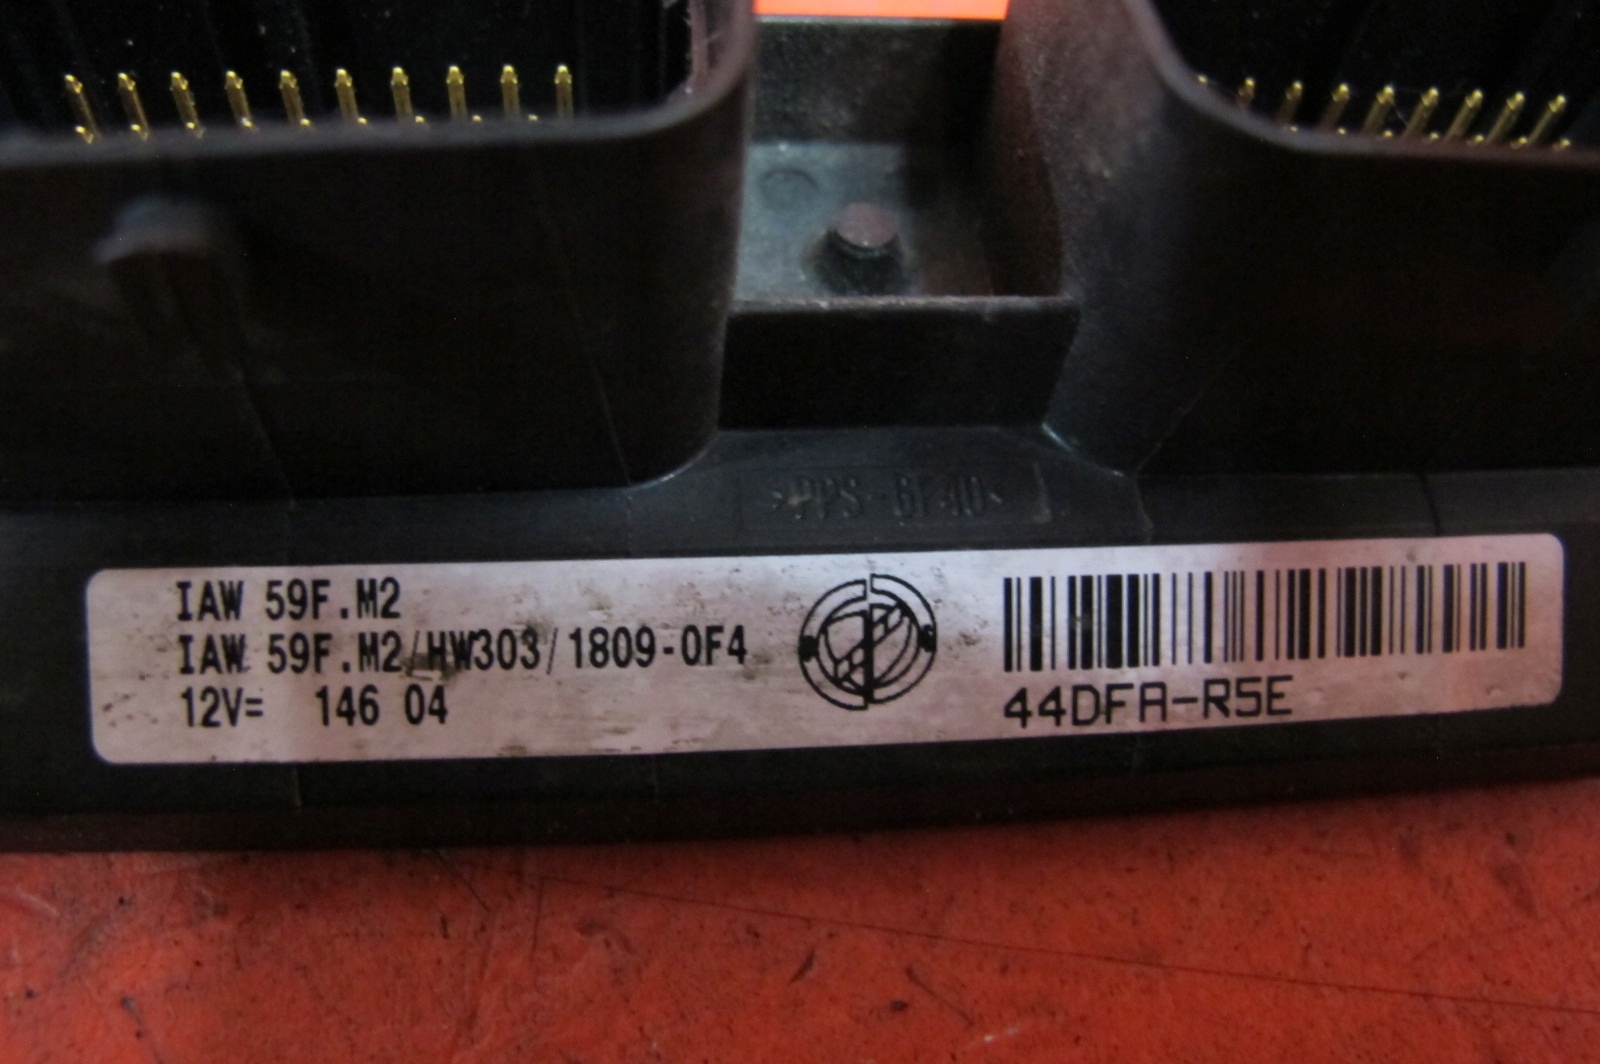 >PPS-GF40<
IAW 59F.M2
IAW 59F.M2/HW303/1809-0F4
12V= 146 04
44DFA-R5E